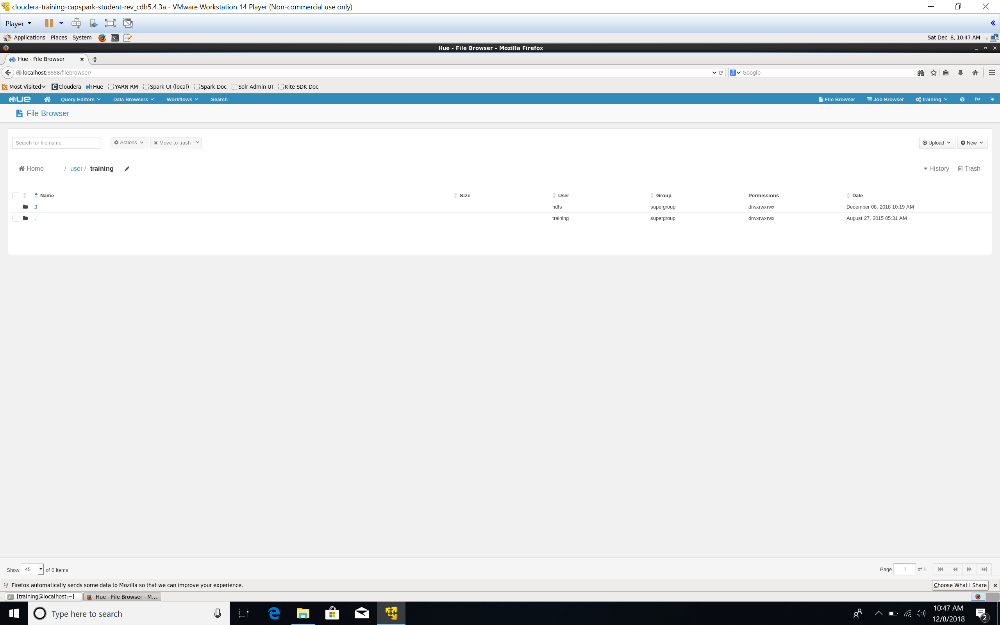 cloudera-training-capspark-student-rev_cdh5.4.3a - VMware Workstation 14 Player (Non-commercial use only)
Player
Applications Places System Sat Dec 8, 10:47 AM
Hue - File Browser - Mozilla Firefox
Hue - File Browser
localhost:8888/filebrowser/ Google
Most Visited Cloudera Hue YARN RM Spark UI (local) Spark Doc Solr Admin UI Kite SDK Doc
HUE Query Editors Data Browsers Workflows Search File Browser Job Browser training
File Browser
Search for file name Actions Move to trash Upload New
Home / user / training History Trash
Name Size User Group Permissions Date
hdfs supergroup drwxrwxrwx December 08, 2018 10:19 AM
. training supergroup drwxrwxrwx August 27, 2015 05:31 AM
Show 45 of 0 items Page 1 of 1
Firefox automatically sends some data to Mozilla so that we can improve your experience. Choose What I Share
[training@localhost:~] Hue - File Browser - M...
Type here to search 10:47 AM
12/8/2018 2